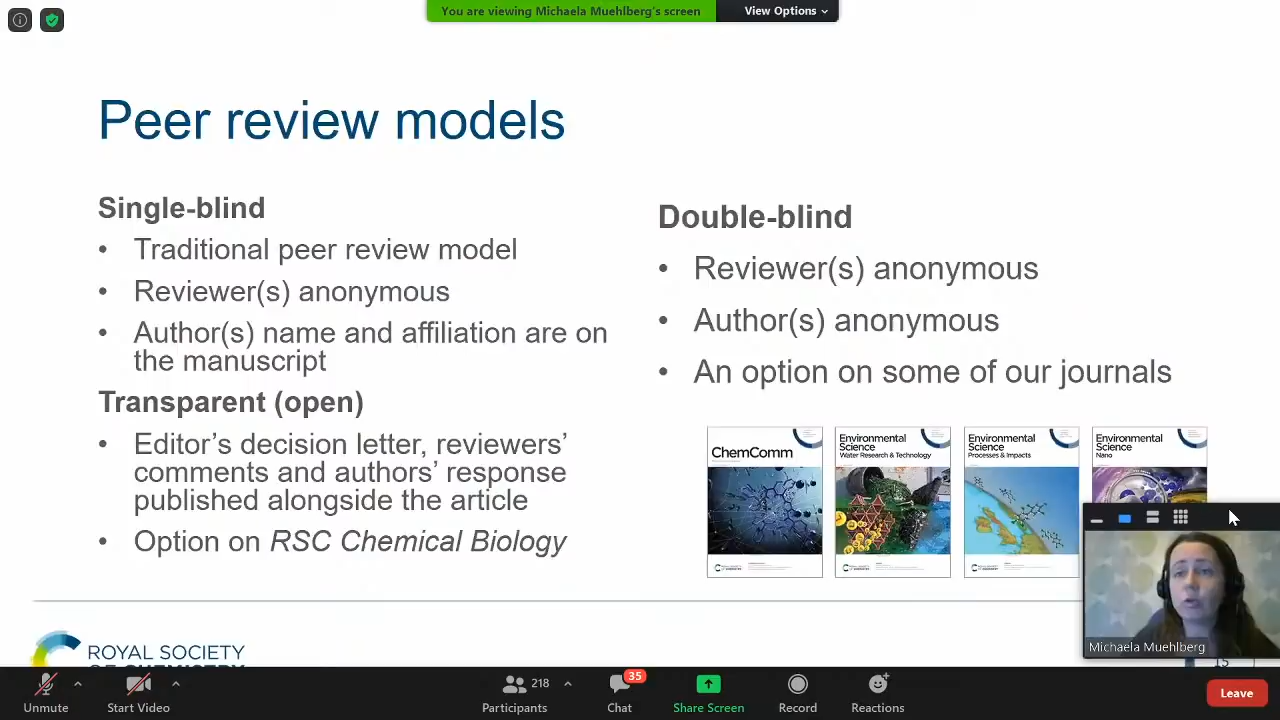 You are viewing Michaela Muehlberg's screen
View Options
Peer review models
Single-blind
• Traditional peer review model
• Reviewer(s) anonymous
• Author(s) name and affiliation are on
the manuscript
Transparent (open)
• Editor's decision letter, reviewers'
comments and authors' response
published alongside the article
• Option on RSC Chemical Biology
Double-blind
• Reviewer(s) anonymous
• Author(s) anonymous
• An option on some of our journals
ChemComm
Environmental
Science
Water Research & Technology
Environmental
Science
Processes & Impacts
Environmental
Science
Nano
Michaela Muehlberg
ROYAL SOCIETY
OF CHEMISTRY
15
Unmute
Start Video
218
Participants
35
Chat
Share Screen
Record
Reactions
Leave